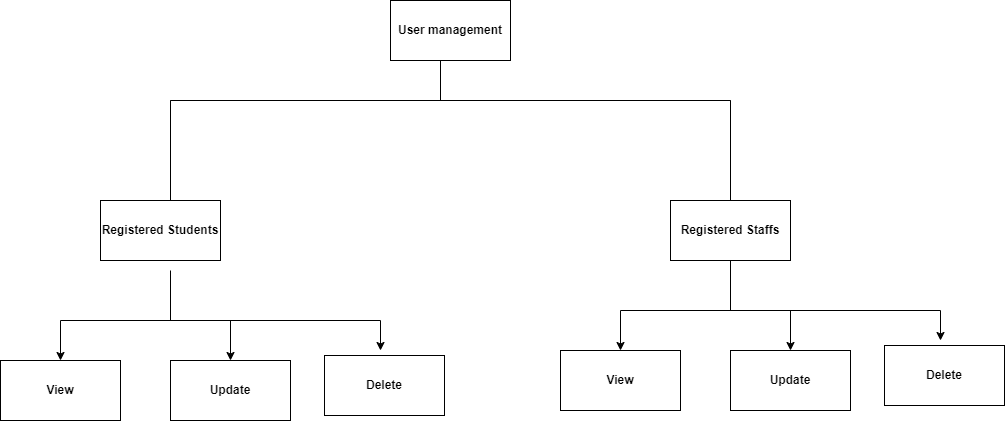 User management
Registered Students
Registered Staffs
View
Update
Delete
View
Update
Delete